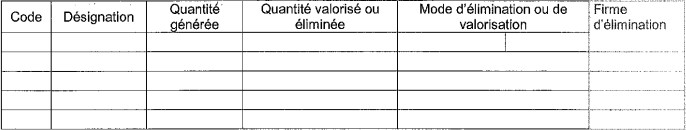 Code Désignation Quantité générée Quantité valorisé ou éliminée Mode d'élimination ou de valorisation Firme d'élimination